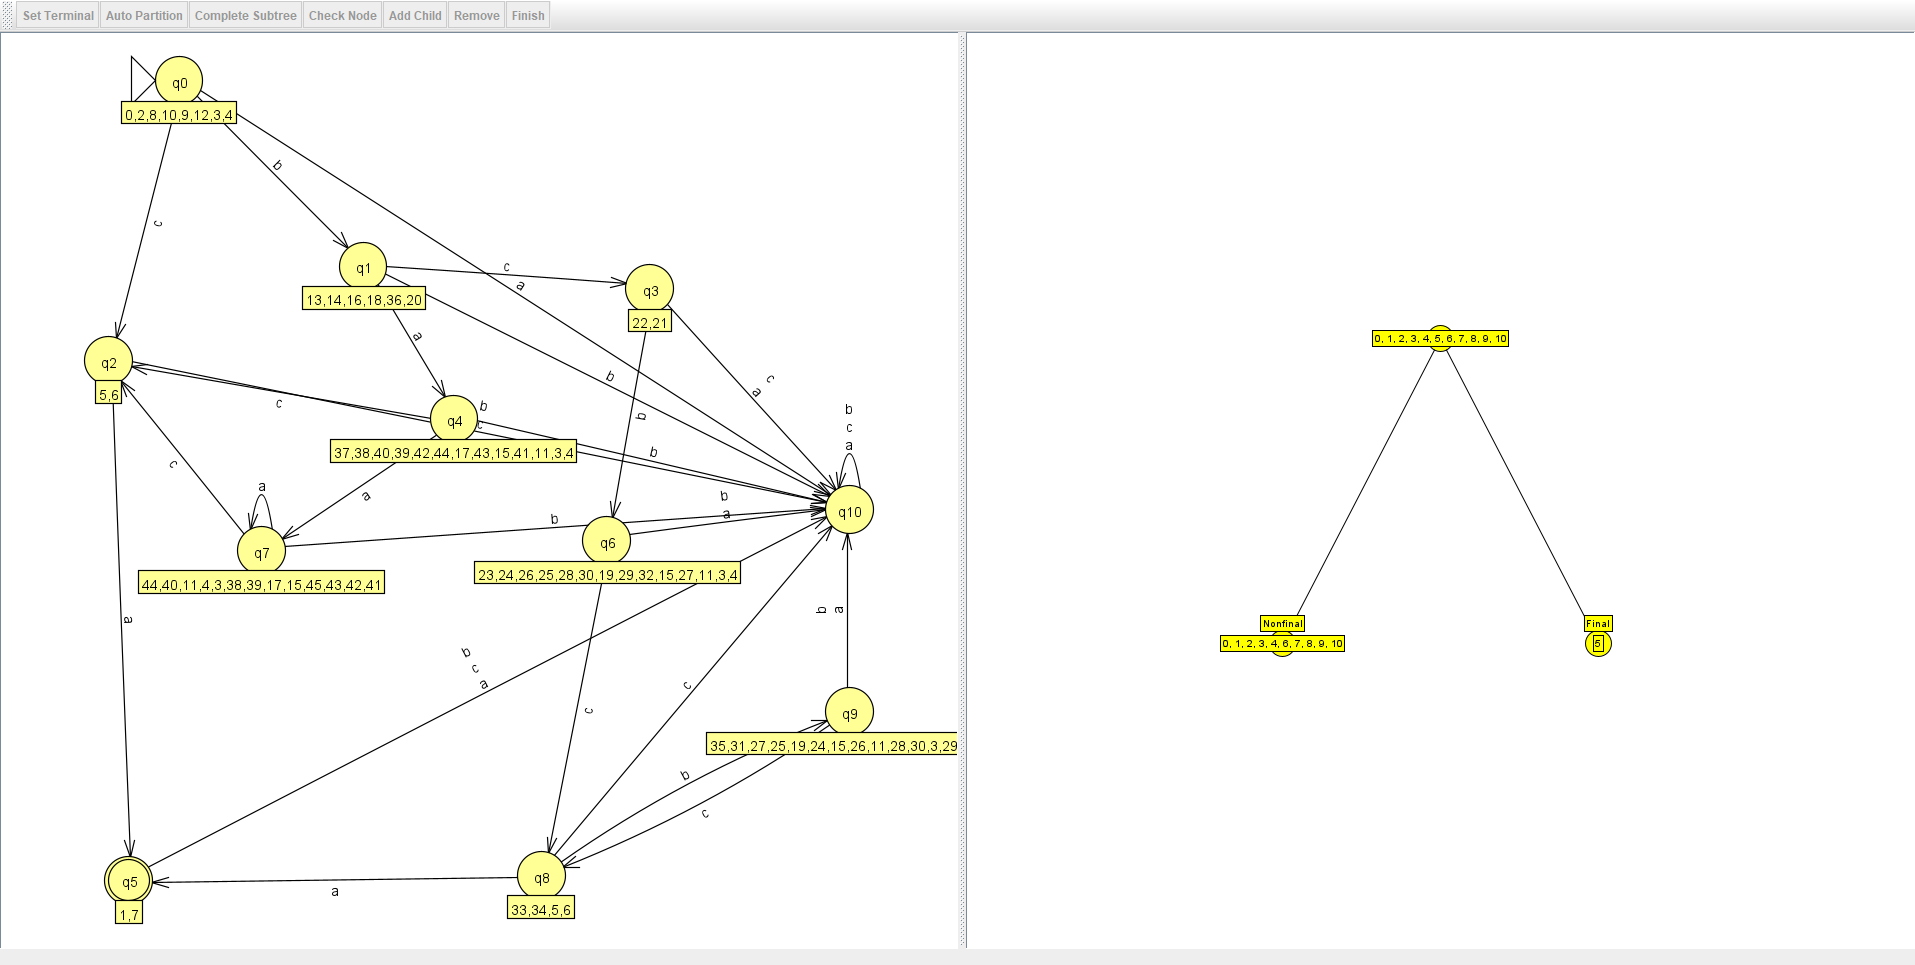 Set Terminal Auto Partition Complete Subtree Check Node Add Child Remove Finish
q0
0,2,8,10,9,12,3,4
b
c
q1
13,14,16,18,36,20
c
a
q3
22,21
a
b
c
a
q2
5,6
c
b
c
q4
37,38,40,39,42,44,17,43,15,41,11,3,4
b
b
b
c
a
c
a
a
q7
44,40,11,4,3,38,39,17,15,45,43,42,41
b
b
a
q6
23,24,26,25,28,30,19,29,32,15,27,11,3,4
q10
a
b
c
a
b
a
c
c
q9
35,31,27,25,19,24,15,26,11,28,30,3,29
b
c
q5
1,7
a
q8
33,34,5,6
0, 1, 2, 3, 4, 5, 6, 7, 8, 9, 10
Nonfinal
0, 1, 2, 3, 4, 6, 7, 8, 9, 10
Final
5